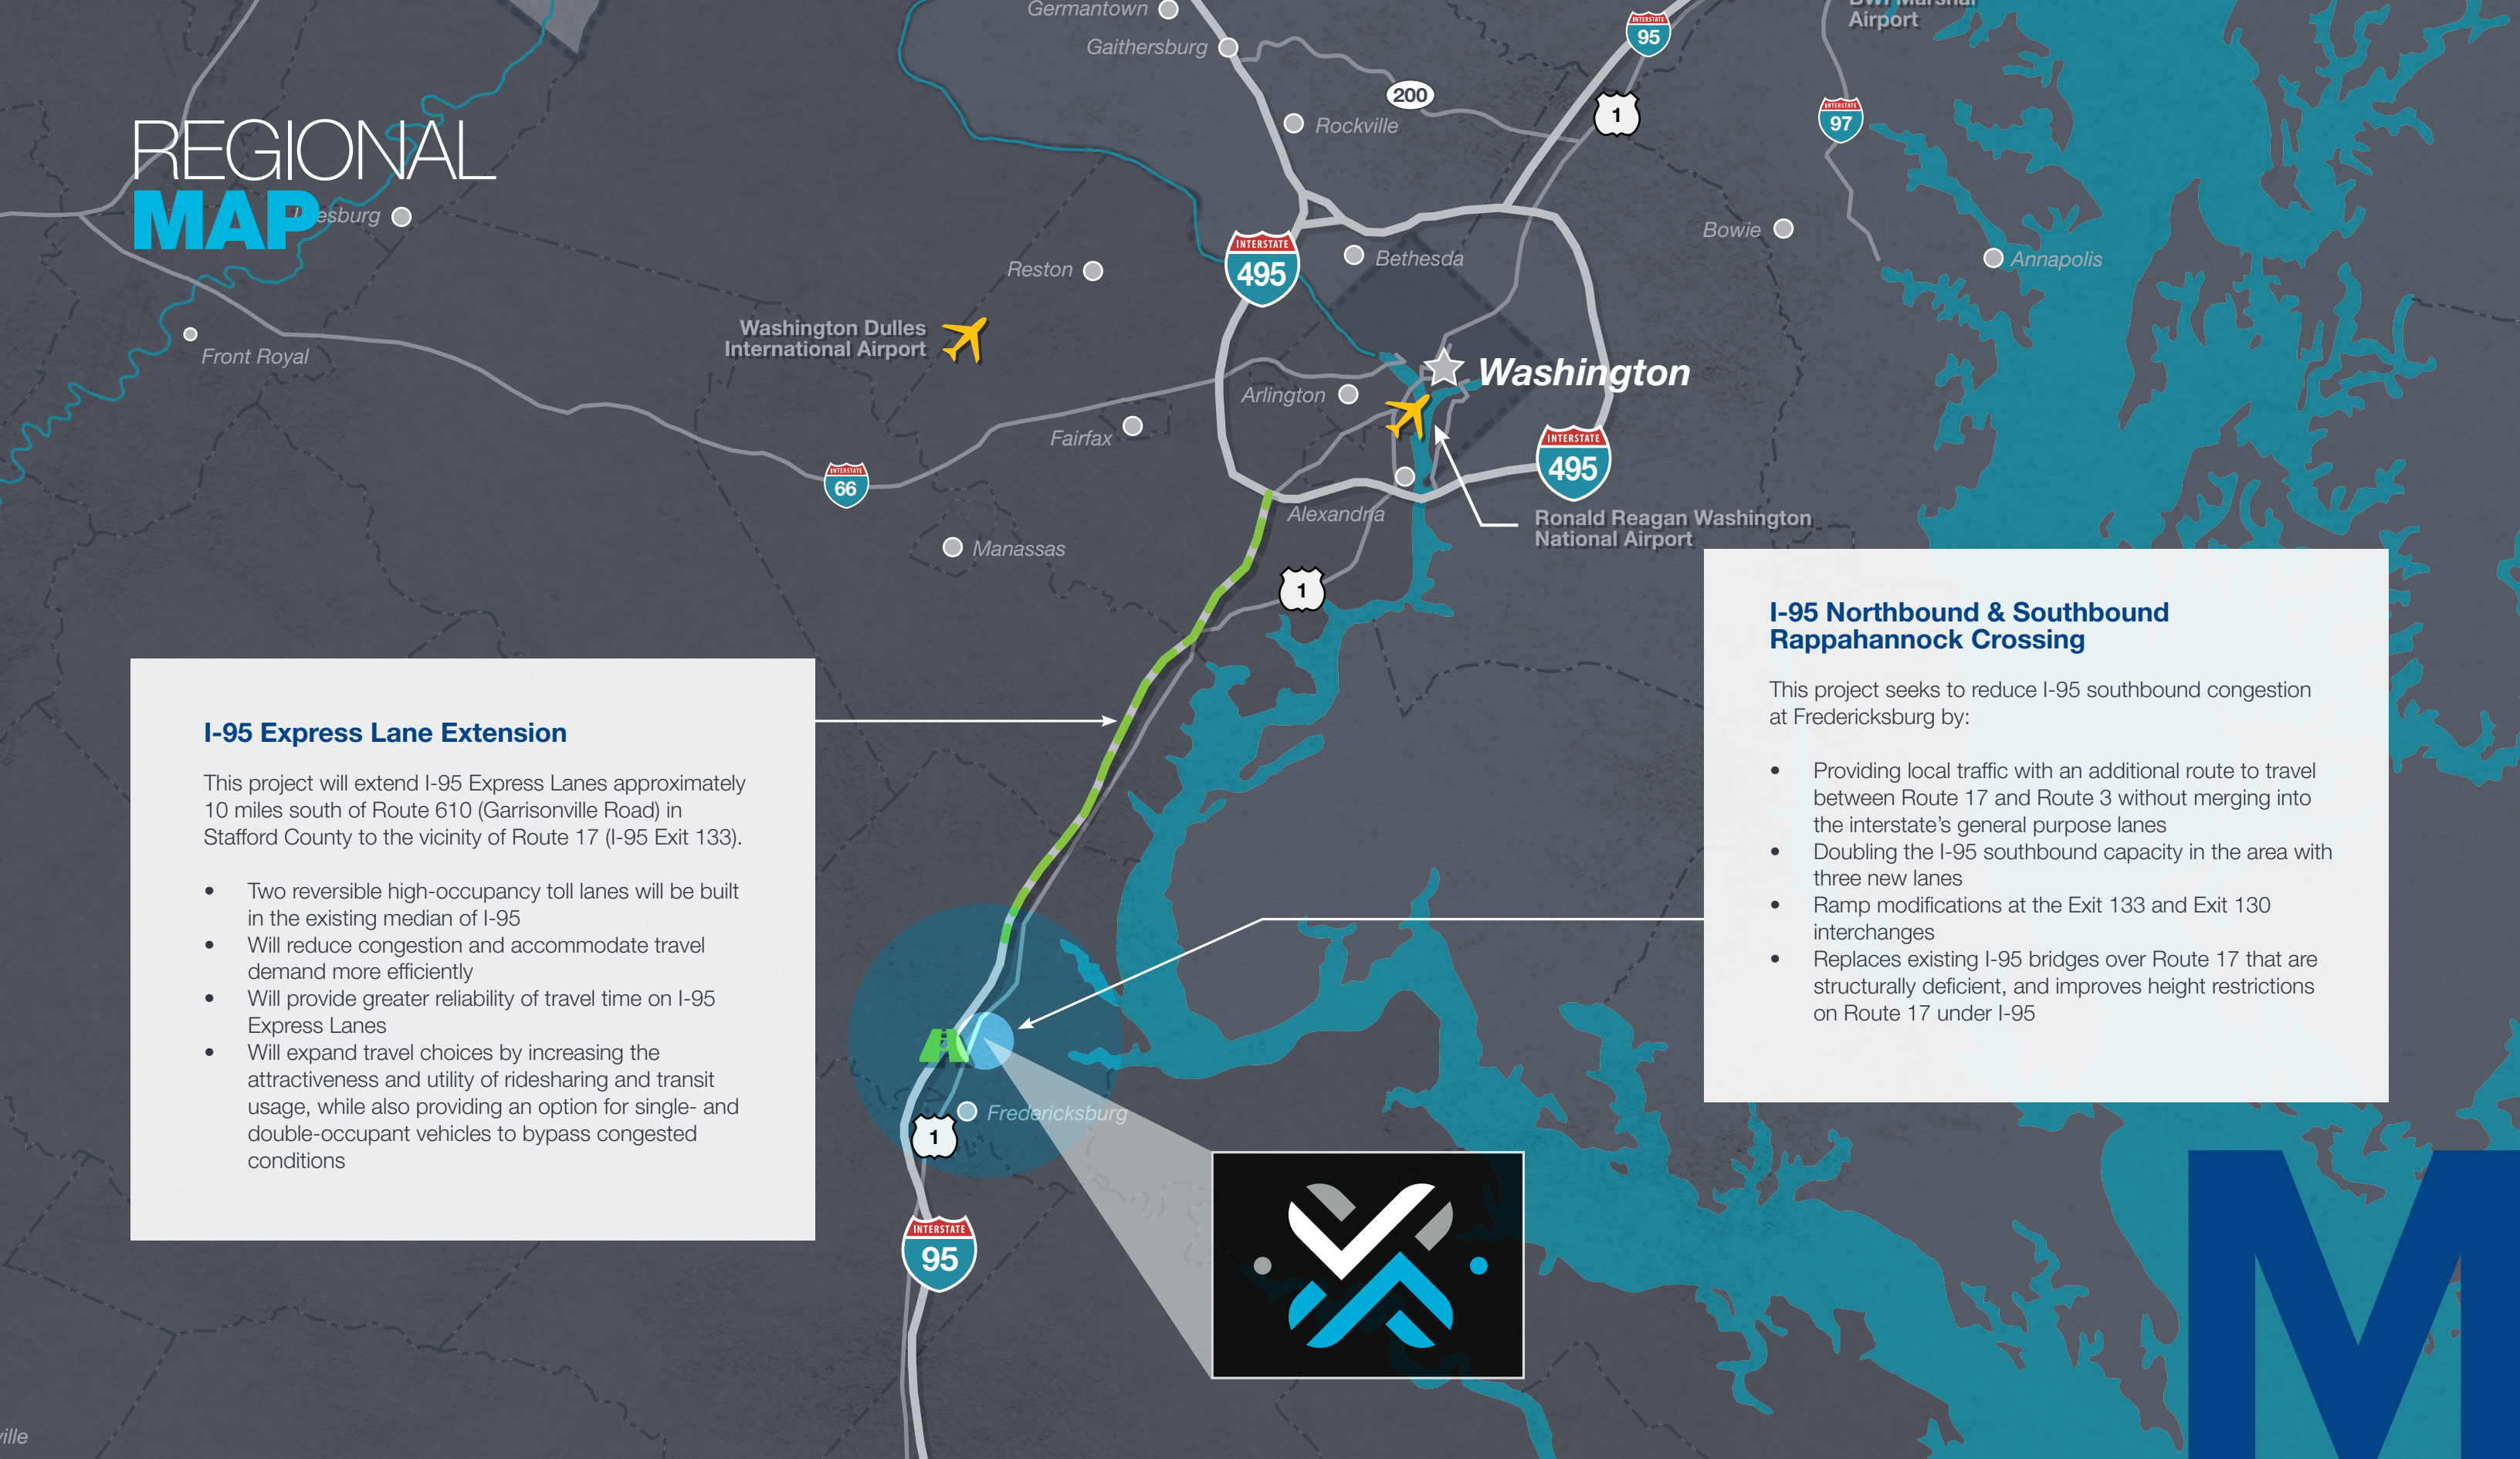 REGIONAL
MAP
Germantown
Gaithersburg
Rockville
200
INTERSTATE
95
1
Airport
INTERSTATE
97
Bowie
Annapolis
Reston
INTERSTATE
495
Bethesda
Washington Dulles
International Airport
Front Royal
Arlington
Washington
Fairfax
INTERSTATE
66
INTERSTATE
495
Alexandria
Manassas
Ronald Reagan Washington
National Airport
1
I-95 Express Lane Extension
This project will extend I-95 Express Lanes approximately
10 miles south of Route 610 (Garrisonville Road) in
Stafford County to the vicinity of Route 17 (I-95 Exit 133).
• Two reversible high-occupancy toll lanes will be built
in the existing median of I-95
• Will reduce congestion and accommodate travel
demand more efficiently
• Will provide greater reliability of travel time on I-95
Express Lanes
• Will expand travel choices by increasing the
attractiveness and utility of ridesharing and transit
usage, while also providing an option for single- and
double-occupant vehicles to bypass congested
conditions
I-95 Northbound & Southbound
Rappahannock Crossing
This project seeks to reduce I-95 southbound congestion
at Fredericksburg by:
• Providing local traffic with an additional route to travel
between Route 17 and Route 3 without merging into
the interstate's general purpose lanes
• Doubling the I-95 southbound capacity in the area with
three new lanes
• Ramp modifications at the Exit 133 and Exit 130
interchanges
• Replaces existing I-95 bridges over Route 17 that are
structurally deficient, and improves height restrictions
on Route 17 under I-95
Fredericksburg
1
INTERSTATE
95
M